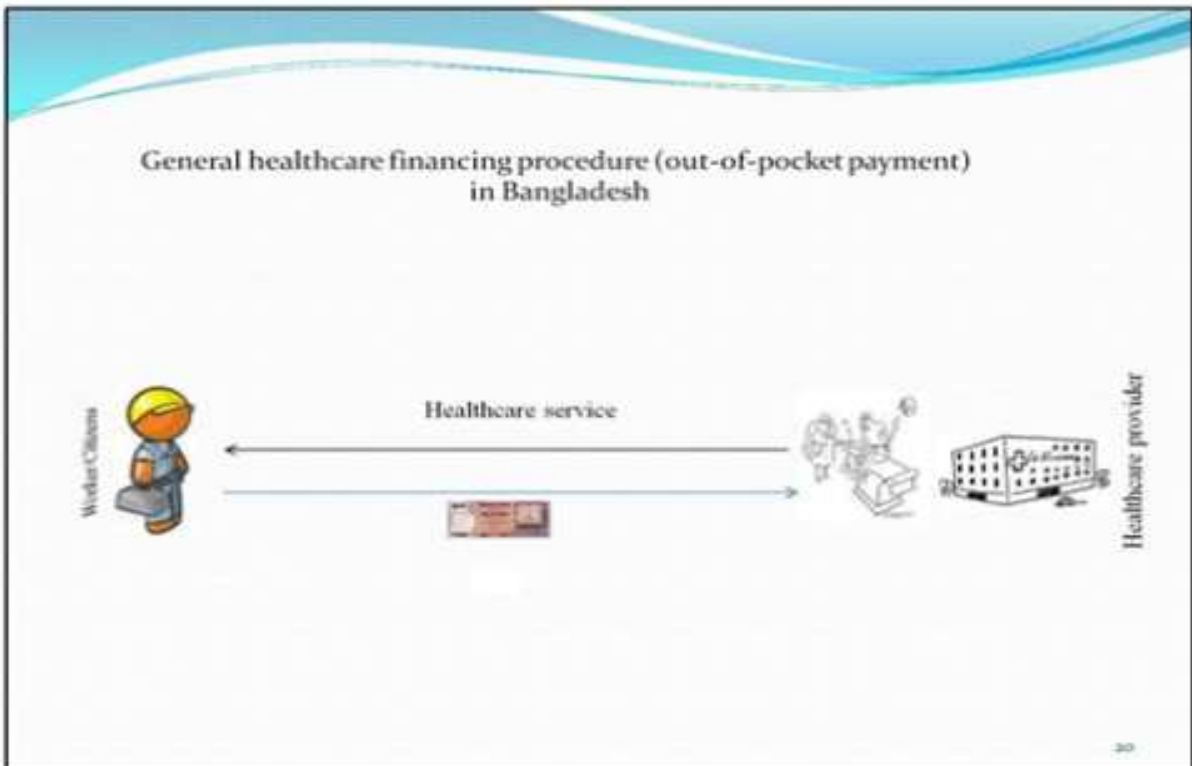 General healthcare financing procedure (out-of-pocket payment)
in Bangladesh
Healthcare service
Worker Citizens
Healthcare provider
20